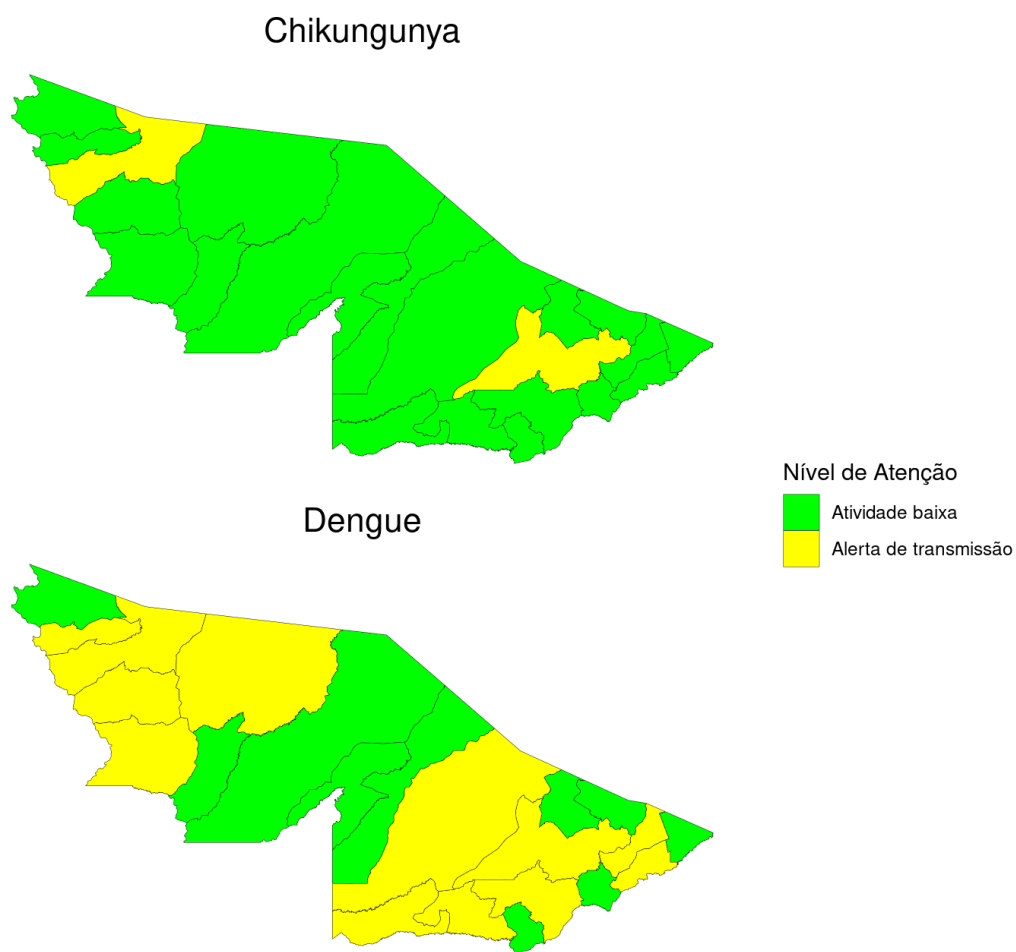 Chikungunya
Nível de Atenção
Atividade baixa
Alerta de transmissão
Dengue